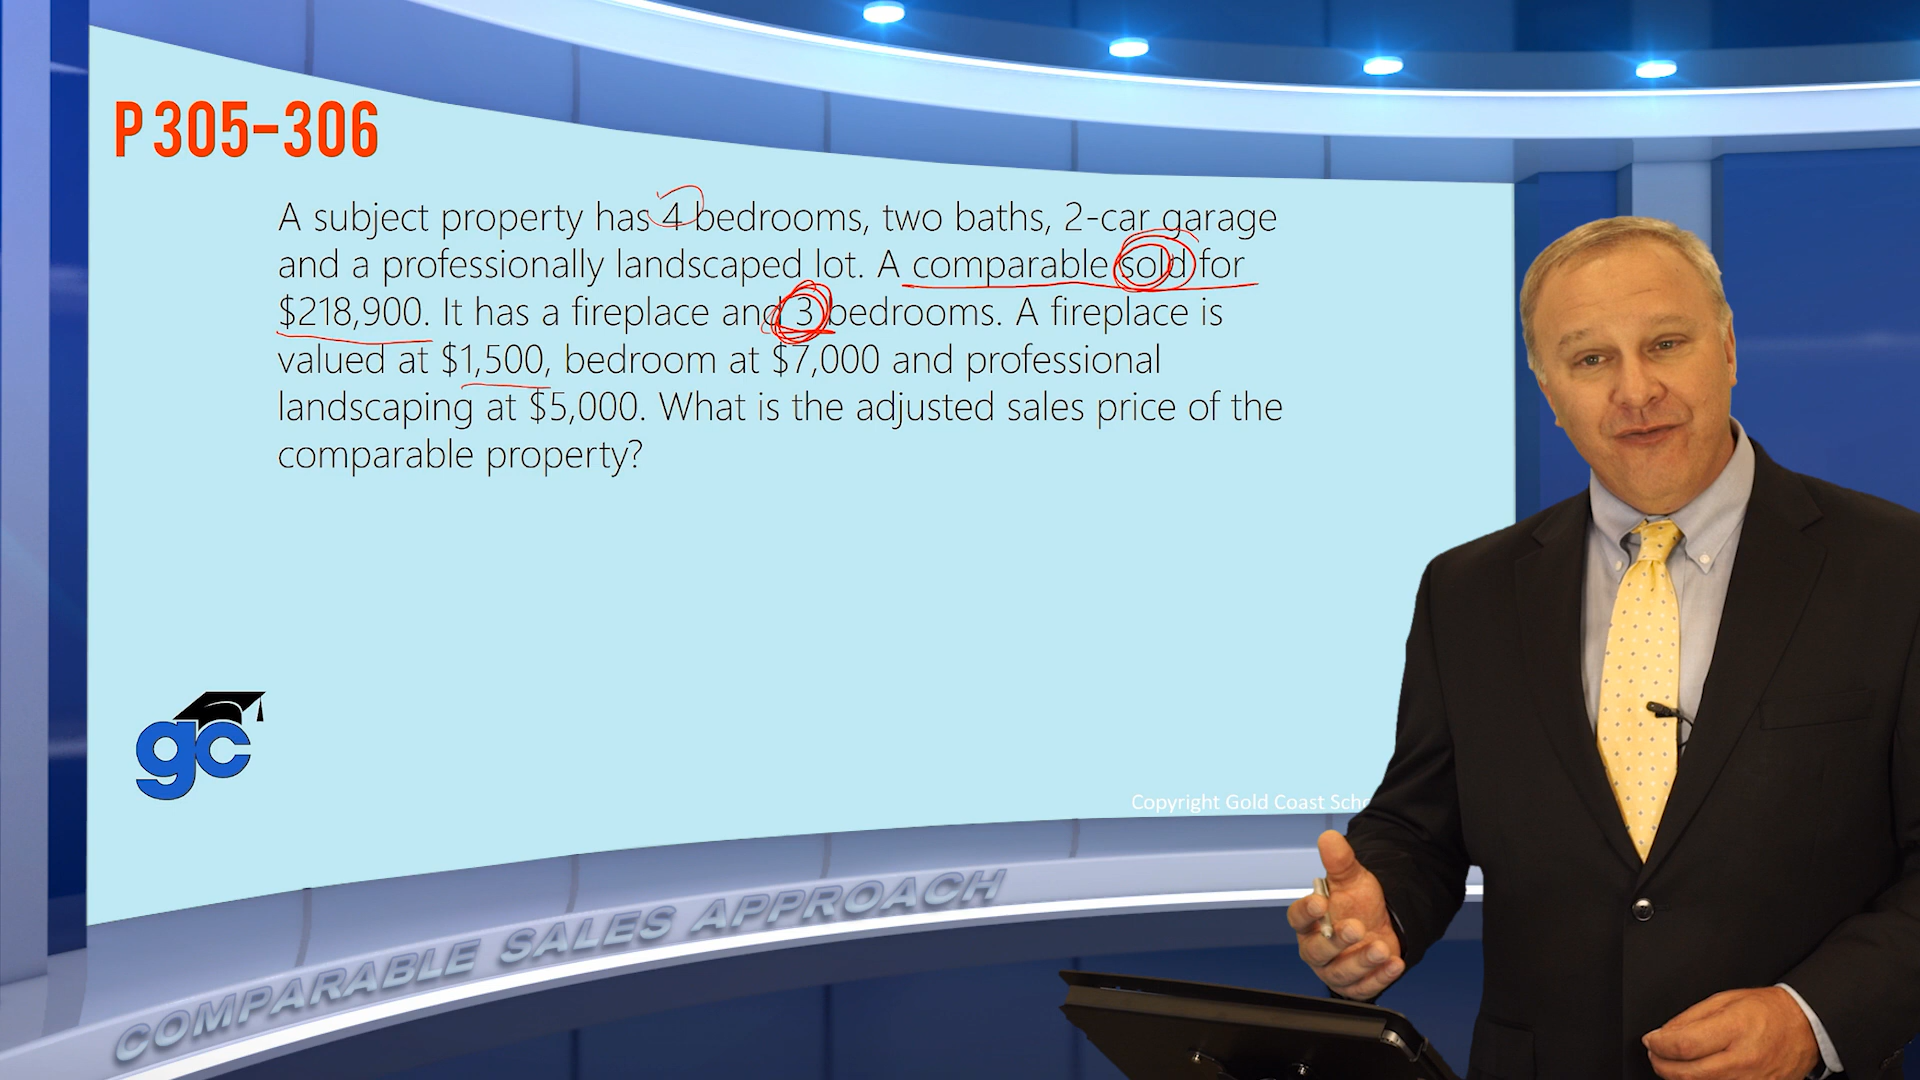 P 305-306
A subject property has 4 bedrooms, two baths, 2-car garage
and a professionally landscaped lot. A comparable sold for
$218,900. It has a fireplace and 3 bedrooms. A fireplace is
valued at $1,500, bedroom at $7,000 and professional
landscaping at $5,000. What is the adjusted sales price of the
comparable property?
gc
Copyright Gold Coast
COMPARABLE SALES APPROACH